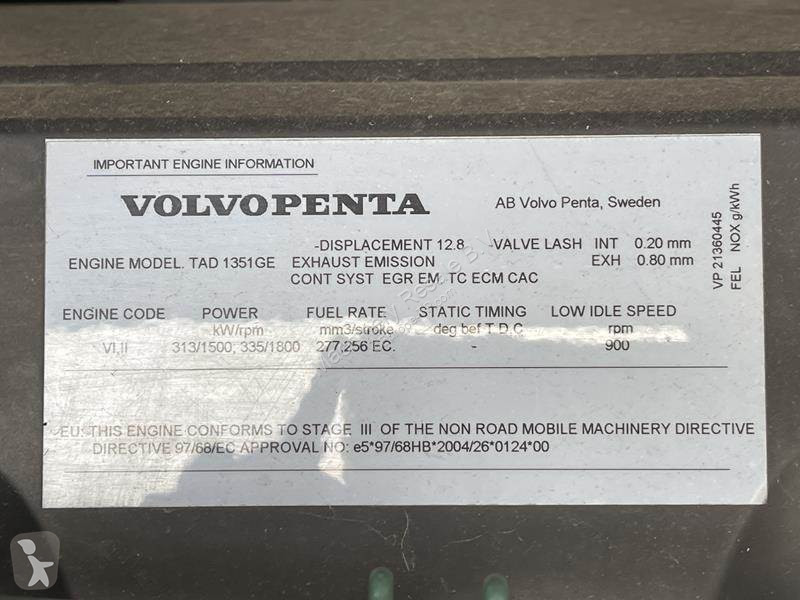 IMPORTANT ENGINE INFORMATION
VOLVO PENTA
AB Volvo Penta, Sweden
-DISPLACEMENT 12.8 -VALVE LASH INT 0.20 mm
ENGINE MODEL. TAD 1351GE EXHAUST EMISSION EXH 0.80 mm
CONT SYST EGR EM TC ECM CAC
VP 21360445
FEL NOX g/kWh
ENGINE CODE POWER FUEL RATE STATIC TIMING LOW IDLE SPEED
kW/rpm mm3/stroke deg bef T.D.C rpm
VI,II 313/1500; 335/1800 277,256 EC. - 900
EU: THIS ENGINE CONFORMS TO STAGE III OF THE NON ROAD MOBILE MACHINERY DIRECTIVE
DIRECTIVE 97/68/EC APPROVAL NO: e5*97/68HB*2004/26*0124*00